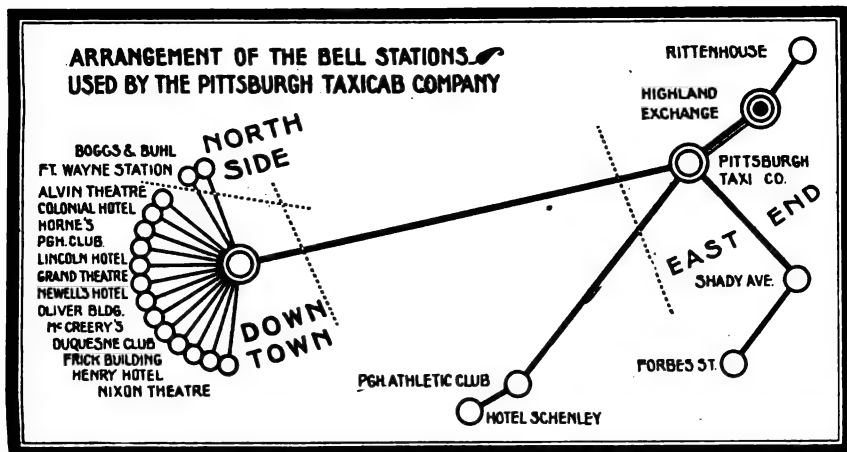 ARRANGEMENT OF THE BELL STATIONS
USED BY THE PITTSBURGH TAXICAB COMPANY
NORTH
SIDE
BOGGS & BUHL
FT. WAYNE STATION
ALVIN THEATRE
COLONIAL HOTEL
HORNE'S
PGH. CLUB.
LINCOLN HOTEL
GRAND THEATRE
NEWELL'S HOTEL
OLIVER BLDG.
McCREERY'S
DUQUESNE CLUB
FRICK BUILDING
HENRY HOTEL
NIXON THEATRE
DOWN
TOWN
RITTENHOUSE
HIGHLAND
EXCHANGE
PITTSBURGH
TAXI CO.
EAST END
SHADY AVE.
FORBES ST.
PGH. ATHLETIC CLUB
HOTEL SCHENLEY